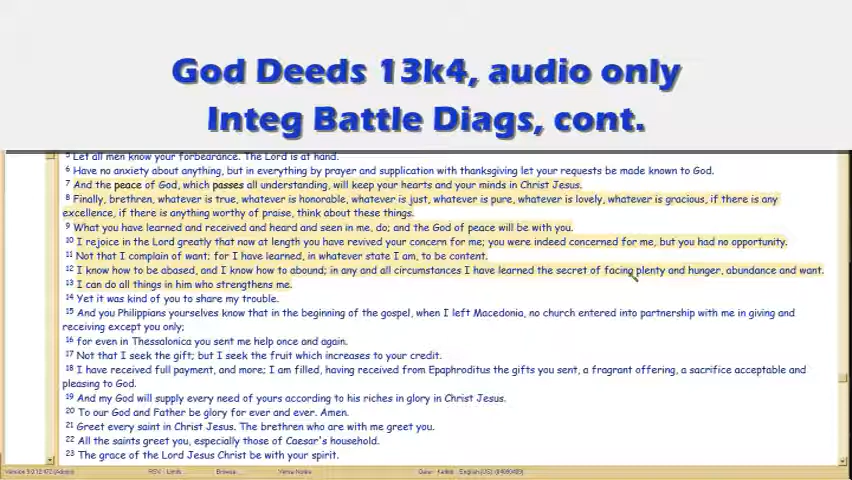 God Deeds 13k4, audio only
Integ Battle Diags, cont.
5 Let all men know your forbearance. The Lord is at hand.
6 Have no anxiety about anything, but in everything by prayer and supplication with thanksgiving let your requests be made known to God.
7 And the peace of God, which passes all understanding, will keep your hearts and your minds in Christ Jesus.
8 Finally, brethren, whatever is true, whatever is honorable, whatever is just, whatever is pure, whatever is lovely, whatever is gracious, if there is any
excellence, if there is anything worthy of praise, think about these things.
9 What you have learned and received and heard and seen in me, do; and the God of peace will be with you.
10 I rejoice in the Lord greatly that now at length you have revived your concern for me; you were indeed concerned for me, but you had no opportunity.
11 Not that I complain of want; for I have learned, in whatever state I am, to be content.
12 I know how to be abased, and I know how to abound; in any and all circumstances I have learned the secret of facing plenty and hunger, abundance and want.
13 I can do all things in him who strengthens me.
14 Yet it was kind of you to share my trouble.
15 And you Philippians yourselves know that in the beginning of the gospel, when I left Macedonia, no church entered into partnership with me in giving and
receiving except you only;
16 for even in Thessalonica you sent me help once and again.
17 Not that I seek the gift; but I seek the fruit which increases to your credit.
18 I have received full payment, and more; I am filled, having received from Epaphroditus the gifts you sent, a fragrant offering, a sacrifice acceptable and
pleasing to God.
19 And my God will supply every need of yours according to his riches in glory in Christ Jesus.
20 To our God and Father be glory for ever and ever. Amen.
21 Greet every saint in Christ Jesus. The brethren who are with me greet you.
22 All the saints greet you, especially those of Caesar's household.
23 The grace of the Lord Jesus Christ be with your spirit.